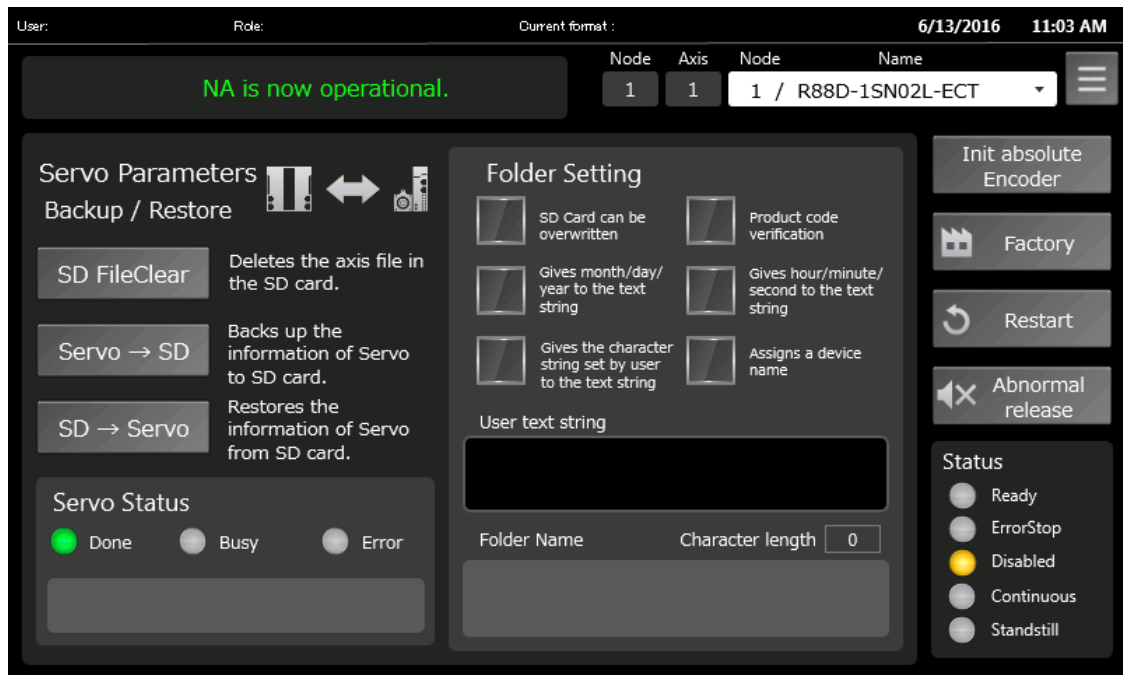 User: Role: Current format : 6/13/2016 11:03 AM
Node Axis Node Name
NA is now operational. 1 1 1 / R88D-1SN02L-ECT
Servo Parameters
Backup / Restore
SD FileClear
Deletes the axis file in
the SD card.
Servo → SD
Backs up the
information of Servo
to SD card.
SD → Servo
Restores the
information of Servo
from SD card.
Servo Status
Done Busy Error
Folder Setting
SD Card can be
overwritten
Product code
verification
Gives month/day/
year to the text
string
Gives hour/minute/
second to the text
string
Gives the character
string set by user
to the text string
Assigns a device
name
User text string
Folder Name Character length 0
Init absolute
Encoder
Factory
Restart
Abnormal
release
Status
Ready
ErrorStop
Disabled
Continuous
Standstill